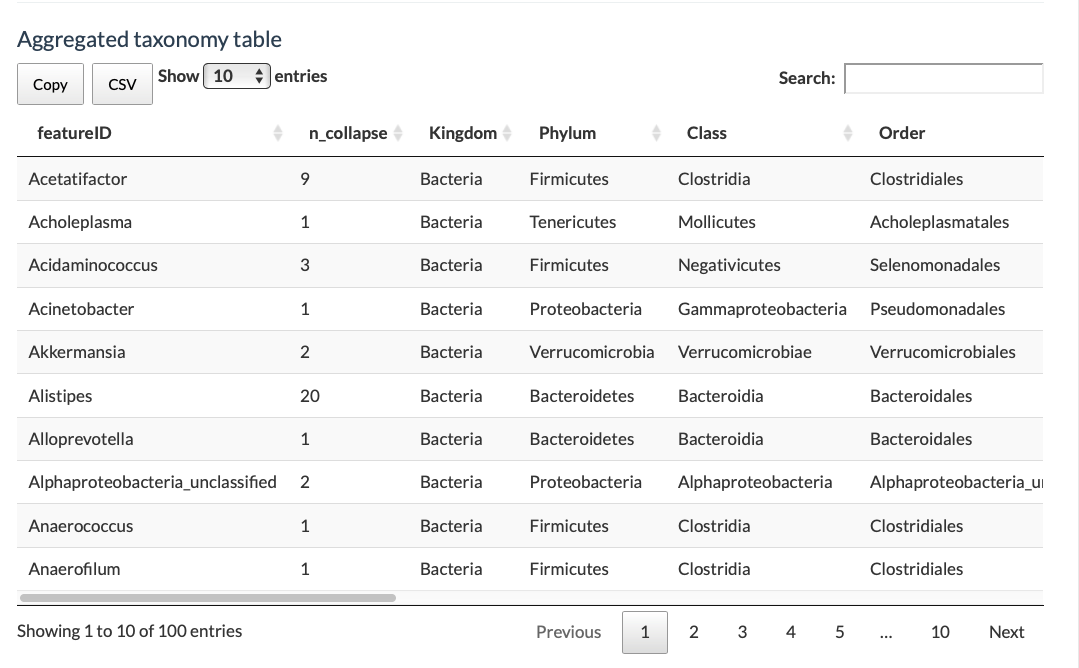 Aggregated taxonomy table
Copy CSV Show 10 entries Search:
featureID n_collapse Kingdom Phylum Class Order
Acetatifactor 9 Bacteria Firmicutes Clostridia Clostridiales
Acholeplasma 1 Bacteria Tenericutes Mollicutes Acholeplasmatales
Acidaminococcus 3 Bacteria Firmicutes Negativicutes Selenomonadales
Acinetobacter 1 Bacteria Proteobacteria Gammaproteobacteria Pseudomonadales
Akkermansia 2 Bacteria Verrucomicrobia Verrucomicrobiae Verrucomicrobiales
Alistipes 20 Bacteria Bacteroidetes Bacteroidia Bacteroidales
Alloprevotella 1 Bacteria Bacteroidetes Bacteroidia Bacteroidales
Alphaproteobacteria_unclassified 2 Bacteria Proteobacteria Alphaproteobacteria Alphaproteobacteria_u
Anaerococcus 1 Bacteria Firmicutes Clostridia Clostridiales
Anaerofilum 1 Bacteria Firmicutes Clostridia Clostridiales
Showing 1 to 10 of 100 entries Previous 1 2 3 4 5 ... 10 Next